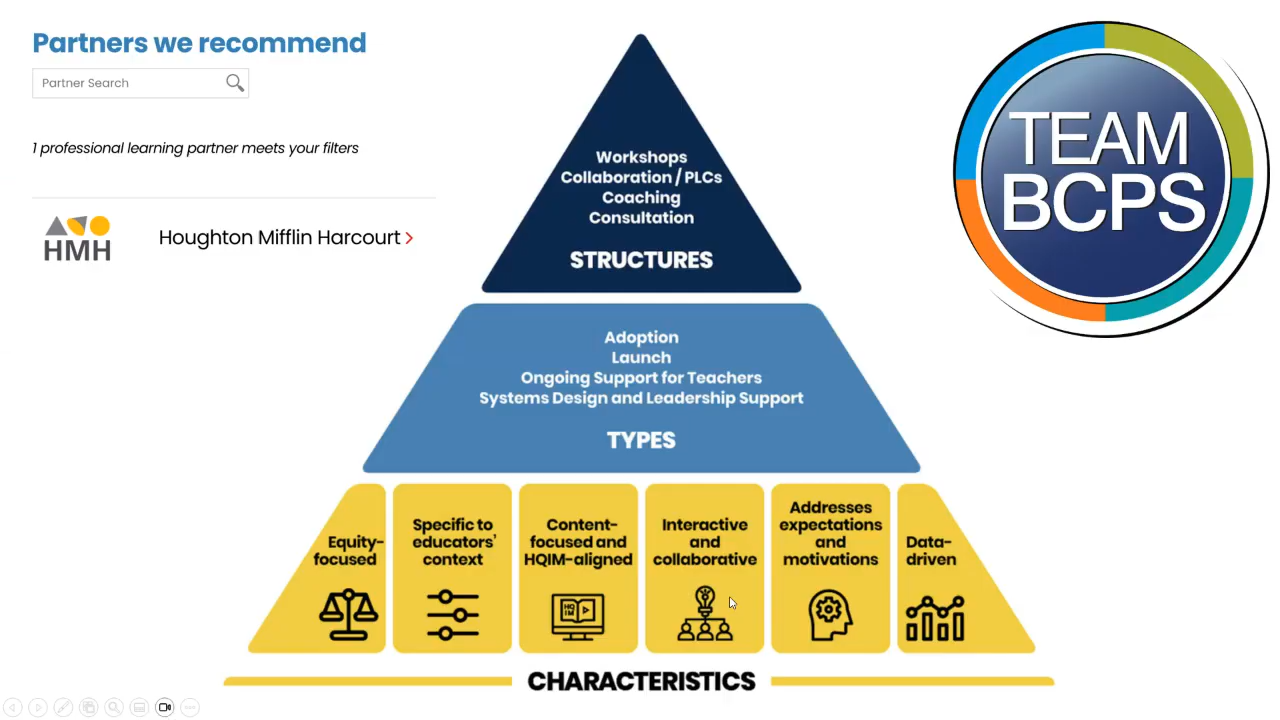 Partners we recommend
Partner Search
1 professional learning partner meets your filters
HMH
Houghton Mifflin Harcourt
TEAM
BCPS
Workshops
Collaboration / PLCs
Coaching
Consultation
STRUCTURES
Adoption
Launch
Ongoing Support for Teachers
Systems Design and Leadership Support
TYPES
Equity-
focused
Specific to
educators'
context
Content-
focused and
HQIM-aligned
HQ
IM
Interactive
and
collaborative
Addresses
expectations
and
motivations
Data-
driven
CHARACTERISTICS